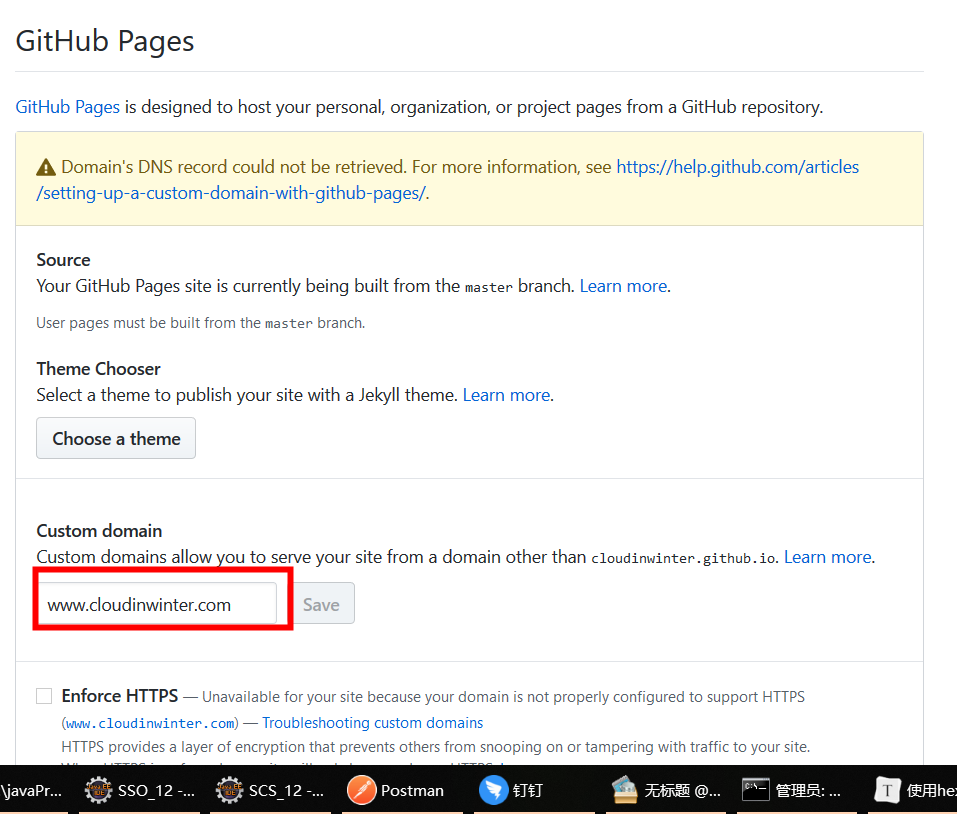 GitHub Pages
GitHub Pages is designed to host your personal, organization, or project pages from a GitHub repository.
Domain's DNS record could not be retrieved. For more information, see https://help.github.com/articles
/setting-up-a-custom-domain-with-github-pages/.
Source
Your GitHub Pages site is currently being built from the master branch. Learn more.
User pages must be built from the master branch.
Theme Chooser
Select a theme to publish your site with a Jekyll theme. Learn more.
Choose a theme
Custom domain
Custom domains allow you to serve your site from a domain other than cloudinwinter.github.io. Learn more.
www.cloudinwinter.com Save
Enforce HTTPS — Unavailable for your site because your domain is not properly configured to support HTTPS
(www.cloudinwinter.com) — Troubleshooting custom domains
HTTPS provides a layer of encryption that prevents others from snooping on or tampering with traffic to your site.
\javaPr... SSO_12 -... SCS_12 -... Postman 钉钉 无标题 @... 管理员: ... 使用hex